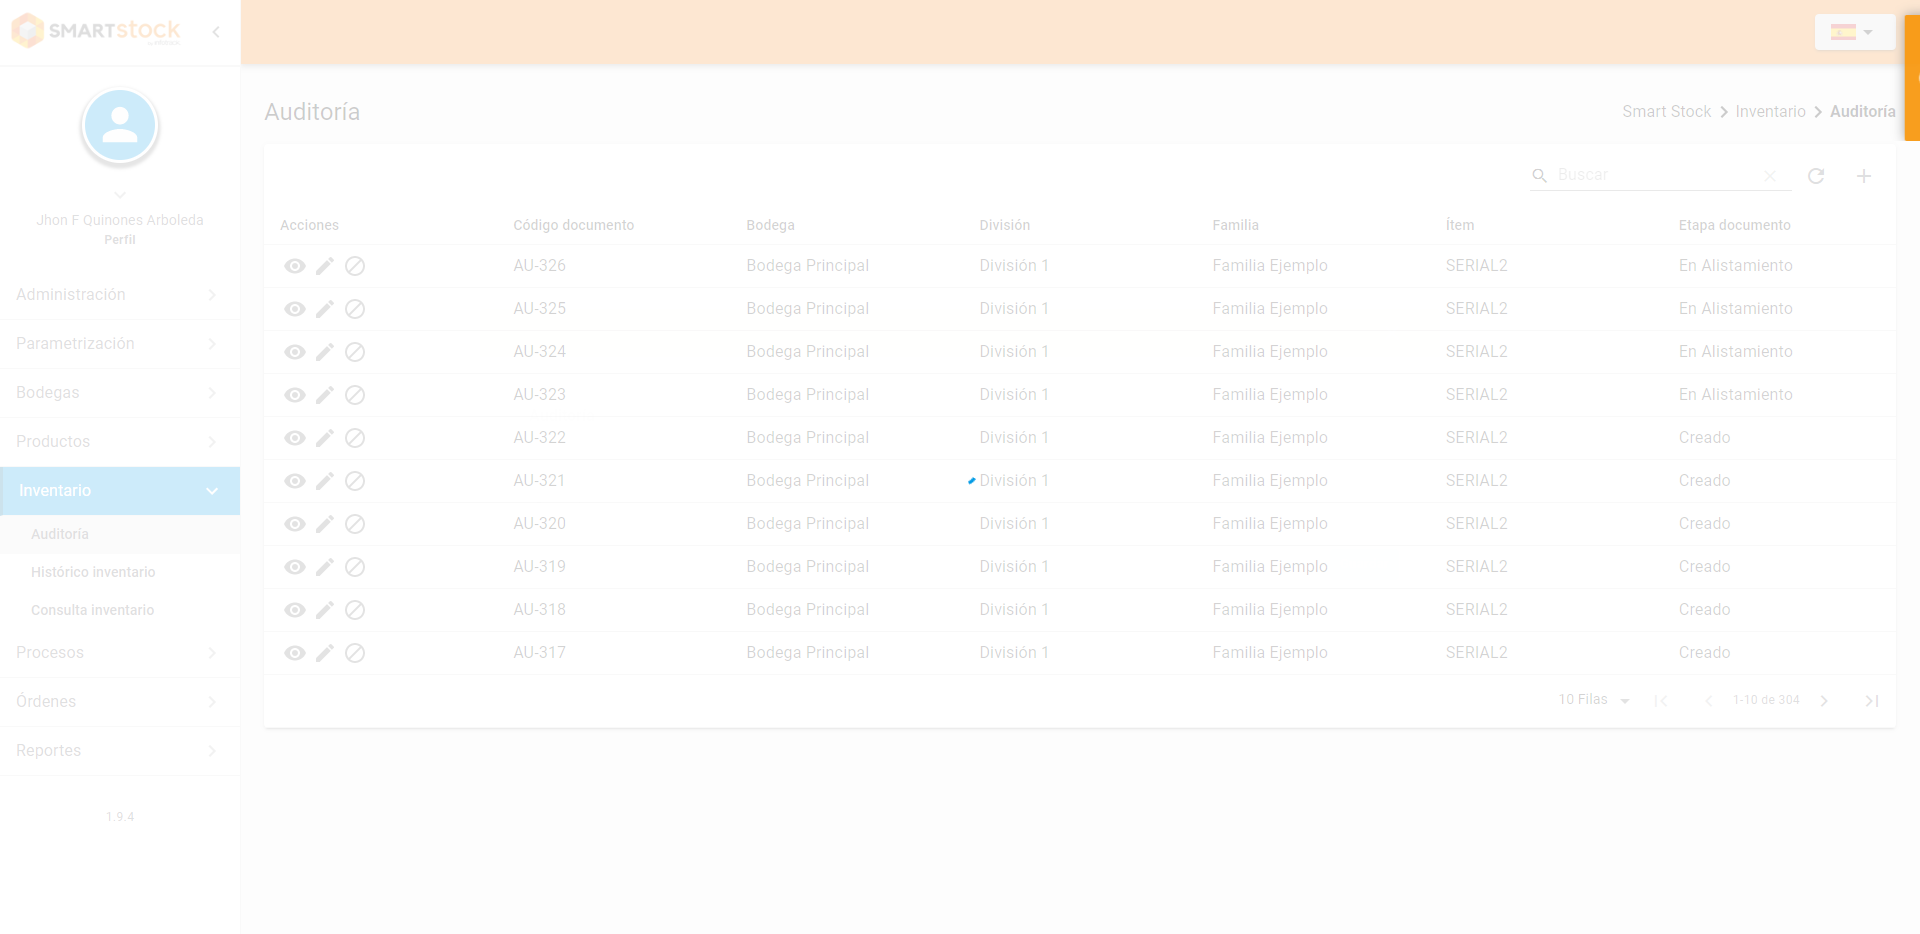 SMARTstock
Jhon F Quinones Arboleda
Perfil
Administración
Parametrización
Bodegas
Productos
Inventario
Auditoría
Histórico inventario
Consulta inventario
Procesos
Órdenes
Reportes
1.9.4
Auditoría
Smart Stock Inventario Auditoría
Buscar
Acciones Código documento Bodega División Familia Ítem Etapa documento
AU-326 Bodega Principal División 1 Familia Ejemplo SERIAL2 En Alistamiento
AU-325 Bodega Principal División 1 Familia Ejemplo SERIAL2 En Alistamiento
AU-324 Bodega Principal División 1 Familia Ejemplo SERIAL2 En Alistamiento
AU-323 Bodega Principal División 1 Familia Ejemplo SERIAL2 En Alistamiento
AU-322 Bodega Principal División 1 Familia Ejemplo SERIAL2 Creado
AU-321 Bodega Principal División 1 Familia Ejemplo SERIAL2 Creado
AU-320 Bodega Principal División 1 Familia Ejemplo SERIAL2 Creado
AU-319 Bodega Principal División 1 Familia Ejemplo SERIAL2 Creado
AU-318 Bodega Principal División 1 Familia Ejemplo SERIAL2 Creado
AU-317 Bodega Principal División 1 Familia Ejemplo SERIAL2 Creado
10 Filas 1-10 de 304